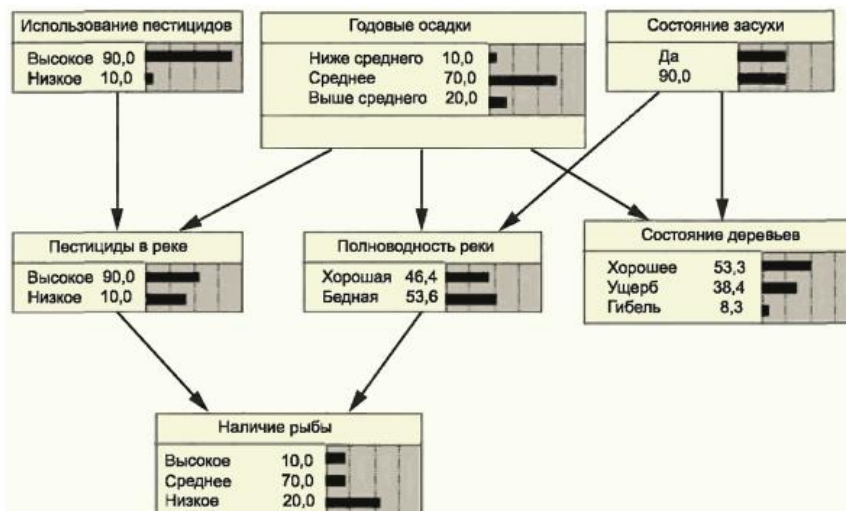 Использование пестицидов
Высокое 90,0
Низкое 10,0
Годовые осадки
Ниже среднего 10,0
Среднее 70,0
Выше среднего 20,0
Состояние засухи
Да
90,0
Пестициды в реке
Высокое 90,0
Низкое 10,0
Полноводность реки
Хорошая 46,4
Бедная 53,6
Состояние деревьев
Хорошее 53,3
Ущерб 38,4
Гибель 8,3
Наличие рыбы
Высокое 10,0
Среднее 70,0
Низкое 20,0